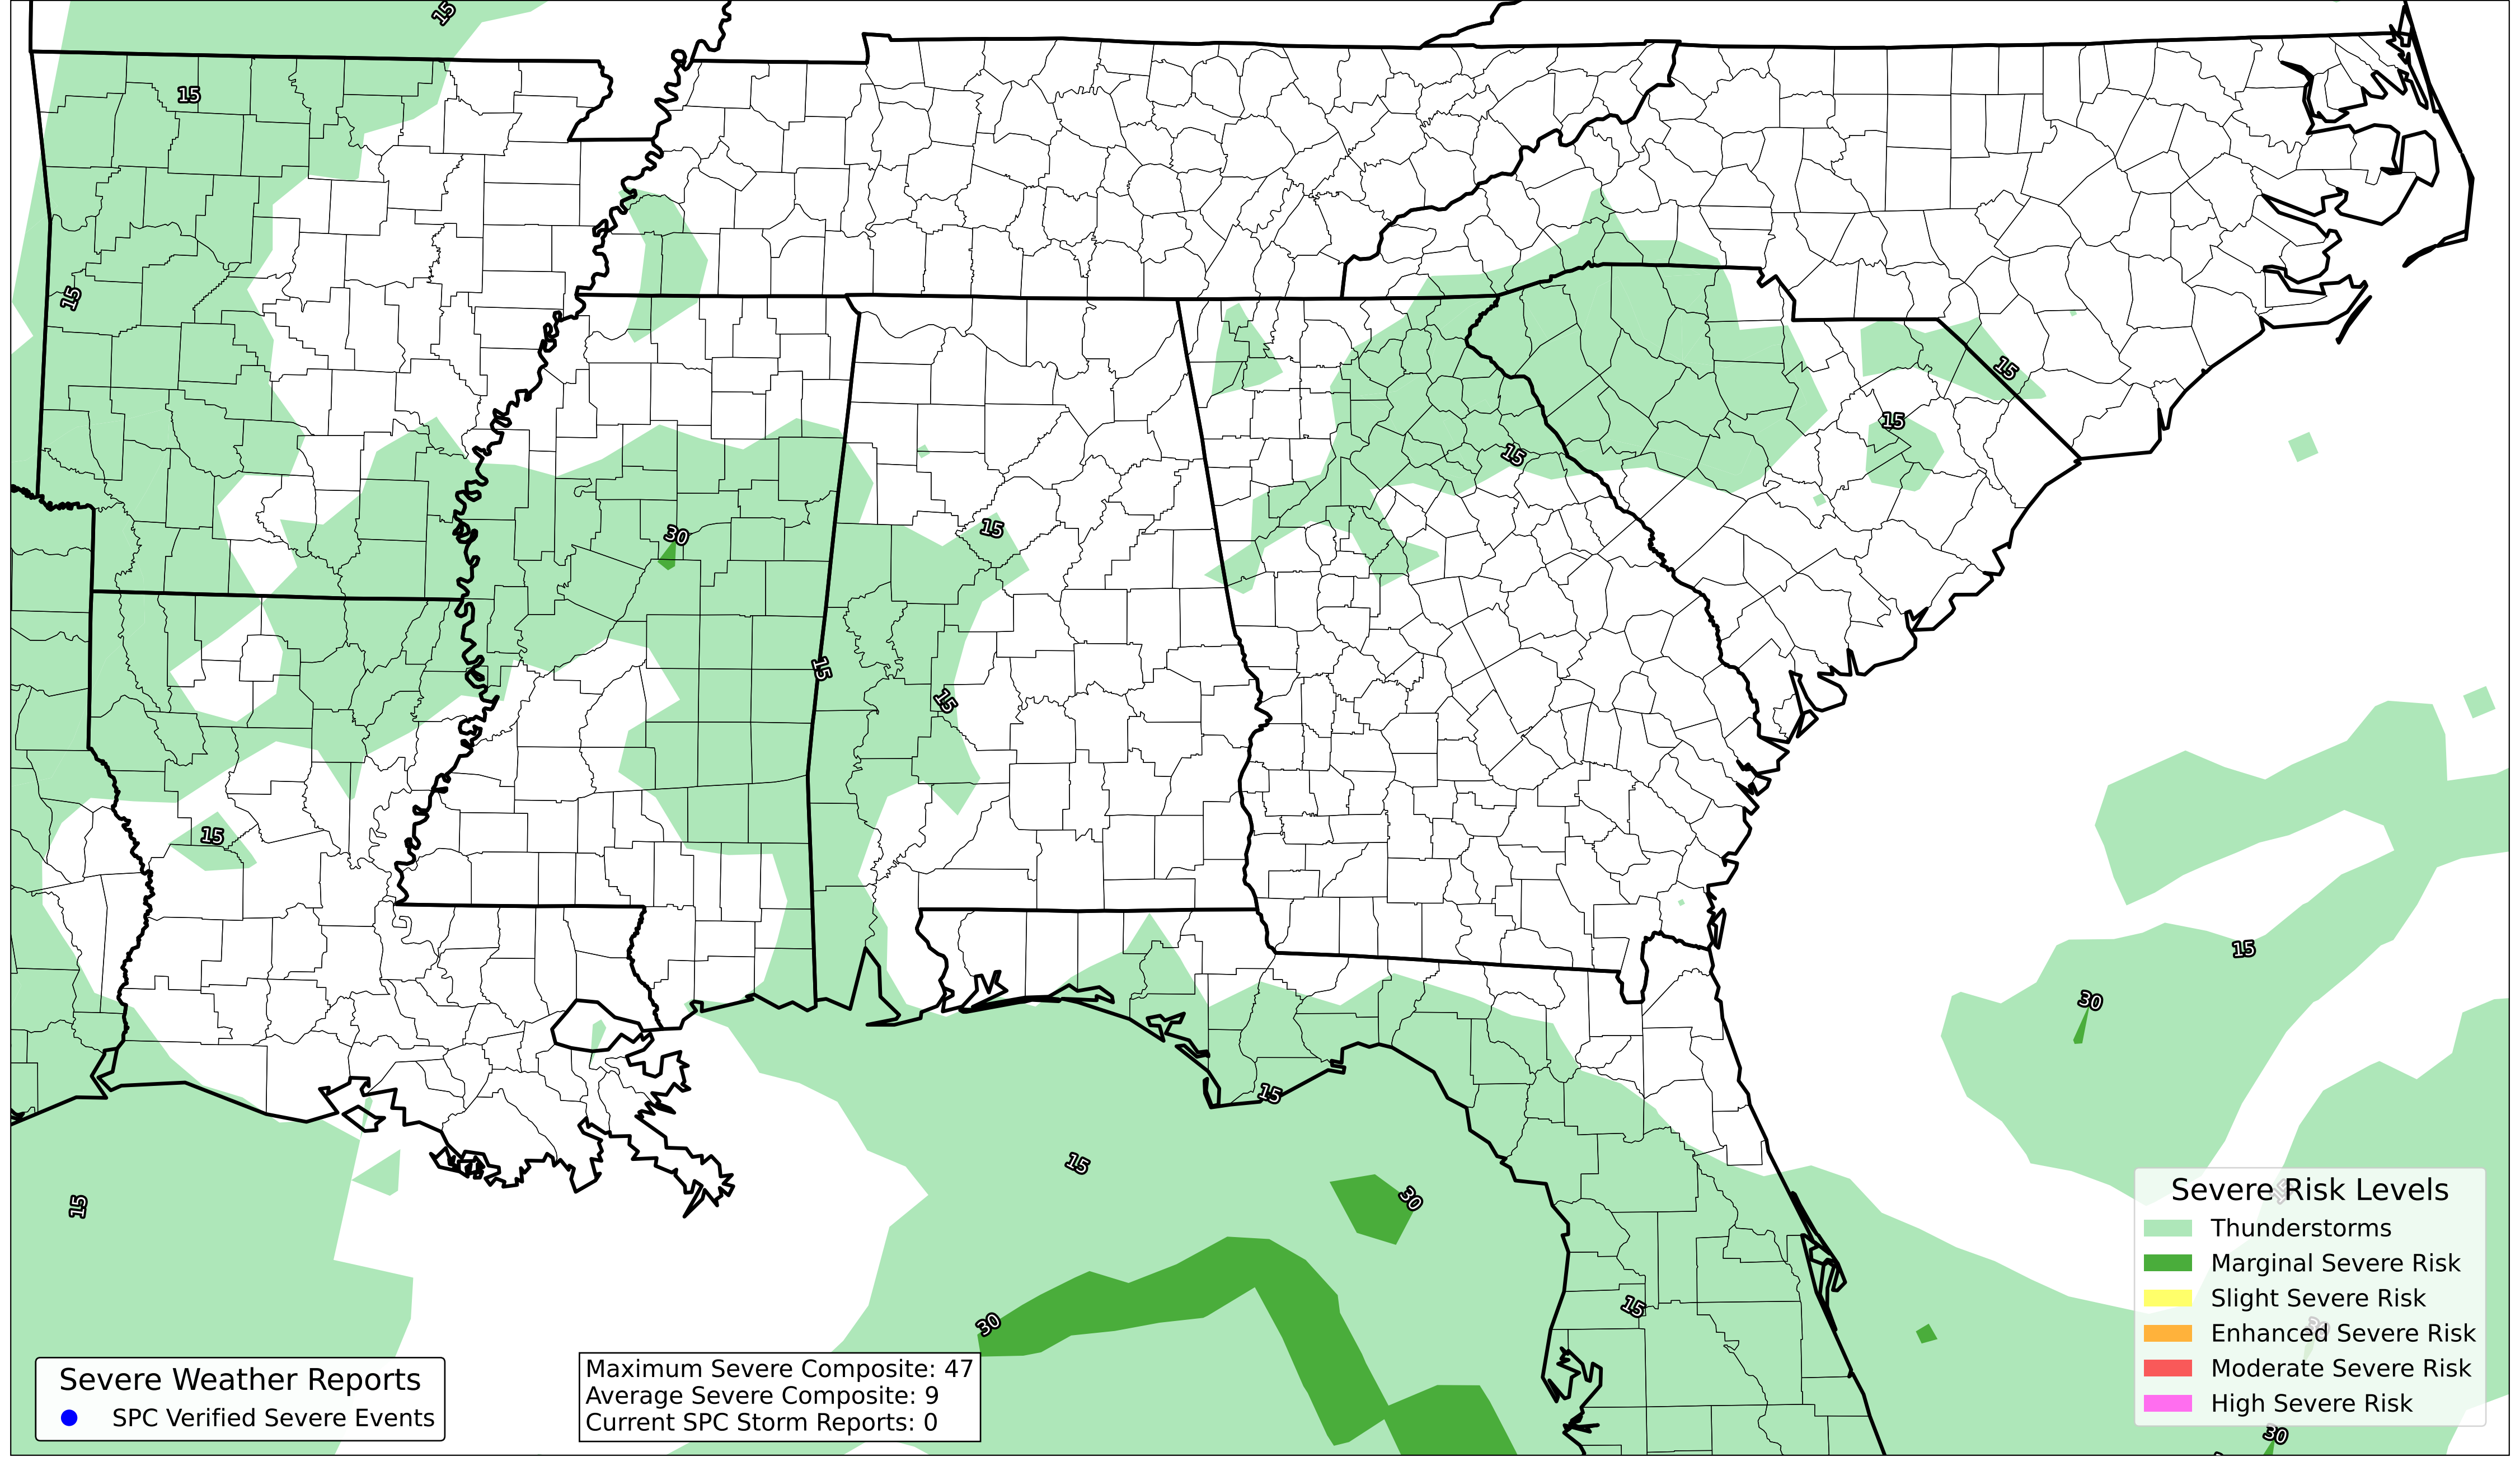 15
15
15
15
15
15
30
15
15
15
15
15
15
30
15
15
15
30
30
15
30
Severe Risk Levels
Thunderstorms
Marginal Severe Risk
Slight Severe Risk
Enhanced Severe Risk
Moderate Severe Risk
High Severe Risk
Severe Weather Reports
SPC Verified Severe Events
Maximum Severe Composite: 47
Average Severe Composite: 9
Current SPC Storm Reports: 0
30